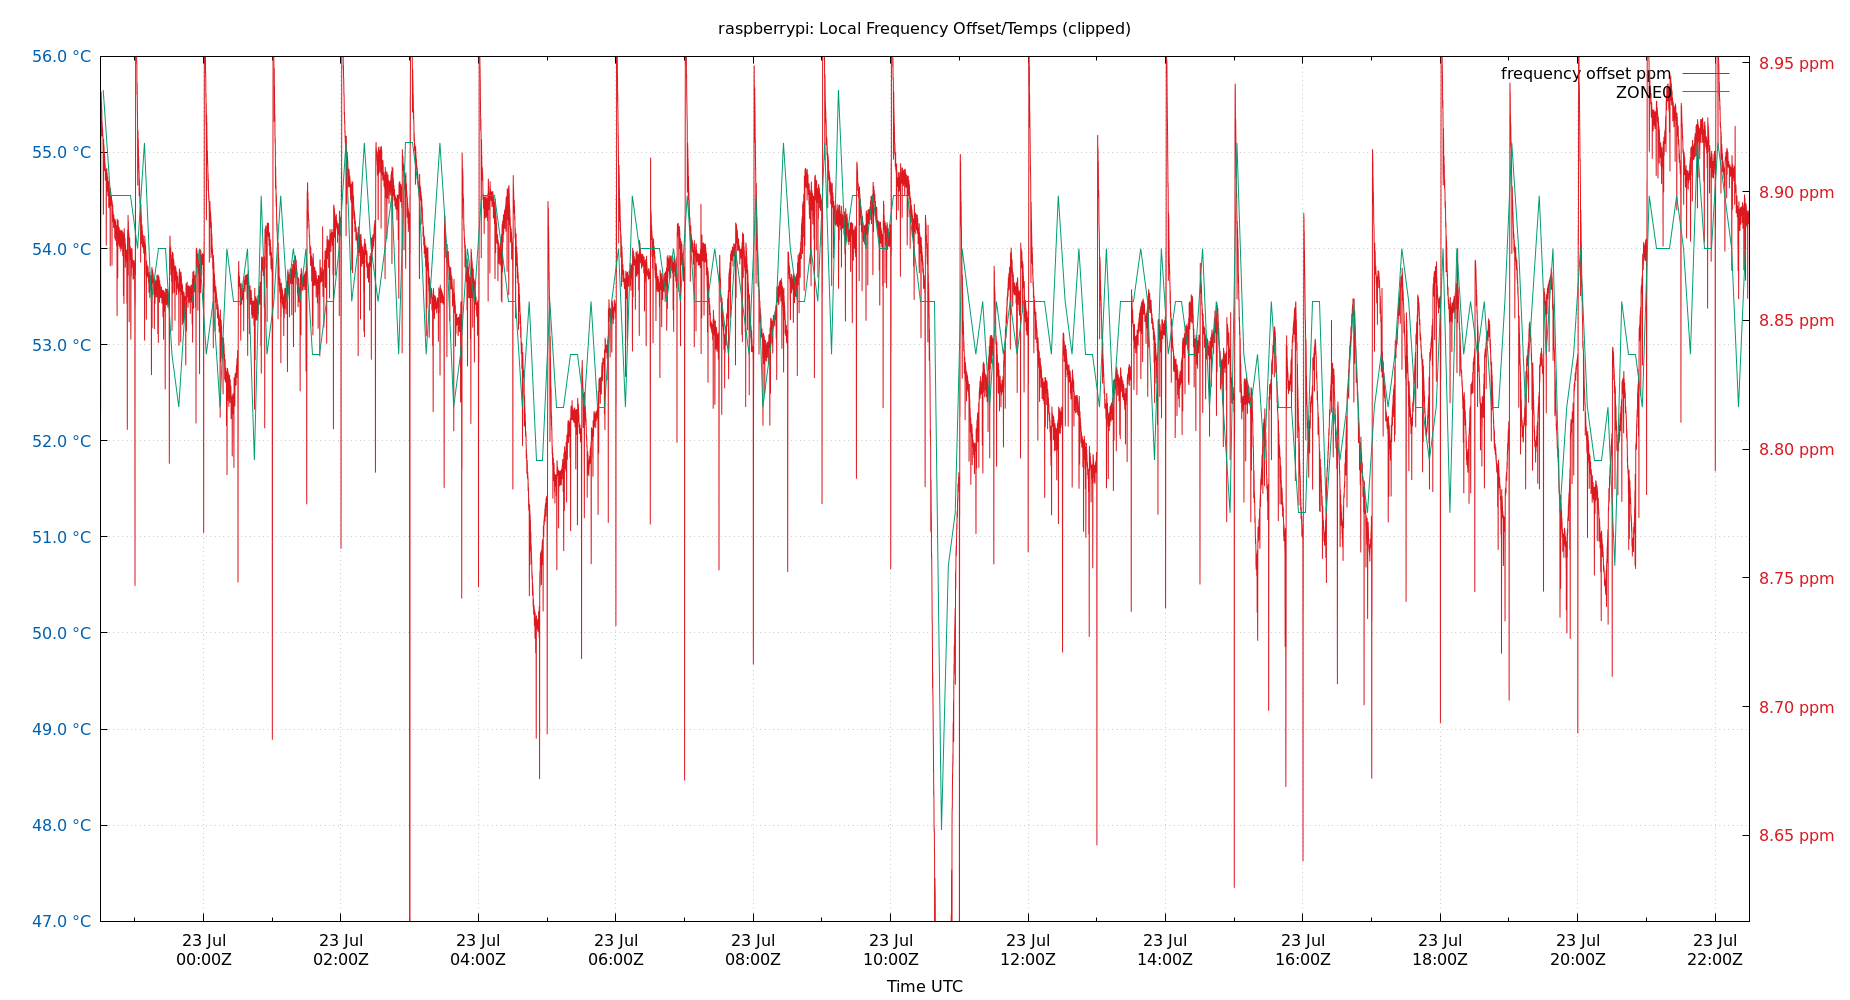 raspberrypi: Local Frequency Offset/Temps (clipped)
56.0 °C
55.0 °C
54.0 °C
53.0 °C
52.0 °C
51.0 °C
50.0 °C
49.0 °C
48.0 °C
47.0 °C
8.95 ppm
8.90 ppm
8.85 ppm
8.80 ppm
8.75 ppm
8.70 ppm
8.65 ppm
frequency offset ppm
ZONE0
23 Jul
00:00Z
23 Jul
02:00Z
23 Jul
04:00Z
23 Jul
06:00Z
23 Jul
08:00Z
23 Jul
10:00Z
23 Jul
12:00Z
23 Jul
14:00Z
23 Jul
16:00Z
23 Jul
18:00Z
23 Jul
20:00Z
23 Jul
22:00Z
Time UTC